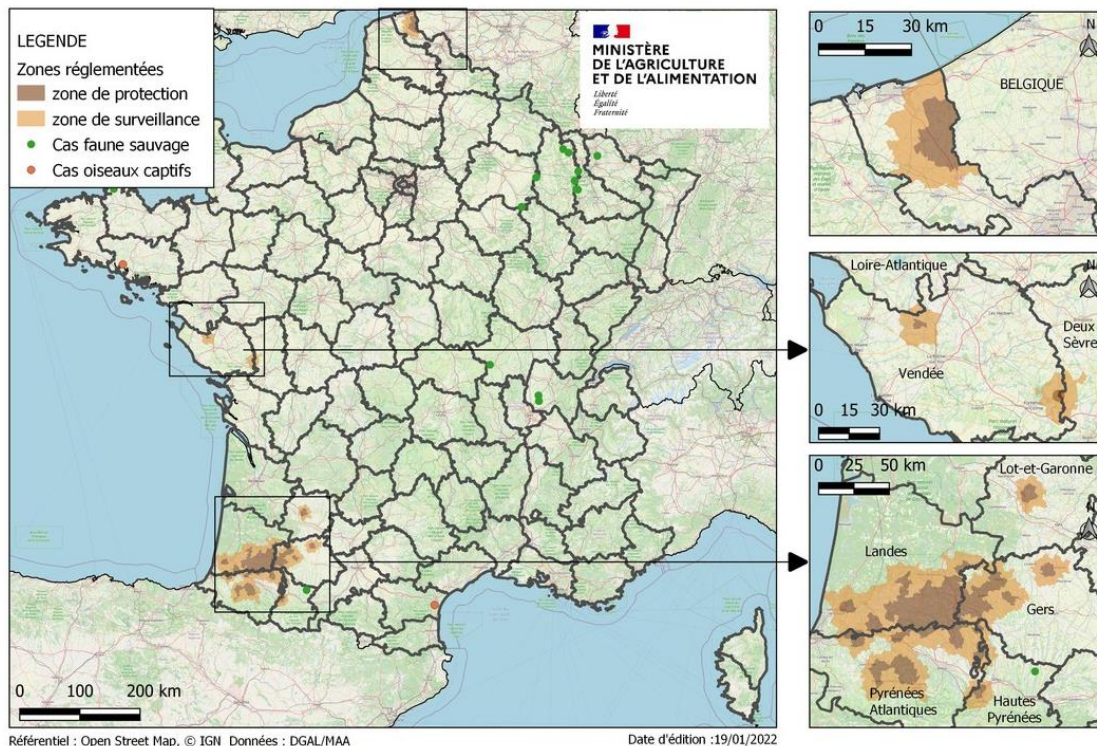 LEGENDE
Zones réglementées
zone de protection
zone de surveillance
Cas faune sauvage
Cas oiseaux captifs
MINISTÈRE
DE L'AGRICULTURE
ET DE L'ALIMENTATION
Liberté
Égalité
Fraternité
0 100 200 km
Référentiel : Open Street Map, © IGN Données : DGAL/MAA
Date d'édition :19/01/2022
0 15 30 km
N
BELGIQUE
Loire-Atlantique
N
Deux
Sèvre
Vendée
0 15 30 km
0 25 50 km
Lot-et-Garonne
Landes
Gers
Pyrénées
Atlantiques
Hautes
Pyrénées